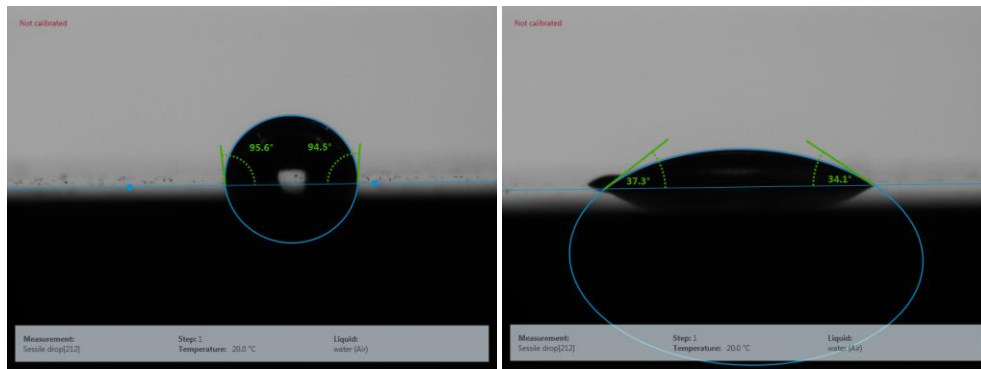 Not calibrated
95.6° 94.5°
Measurement: Step: 1 Liquid:
Sessile drop[212] Temperature: 20.0 °C water (Air)
Not calibrated
37.3° 34.1°
Measurement: Step: 1 Liquid:
Sessile drop[212] Temperature: 20.0 °C water (Air)